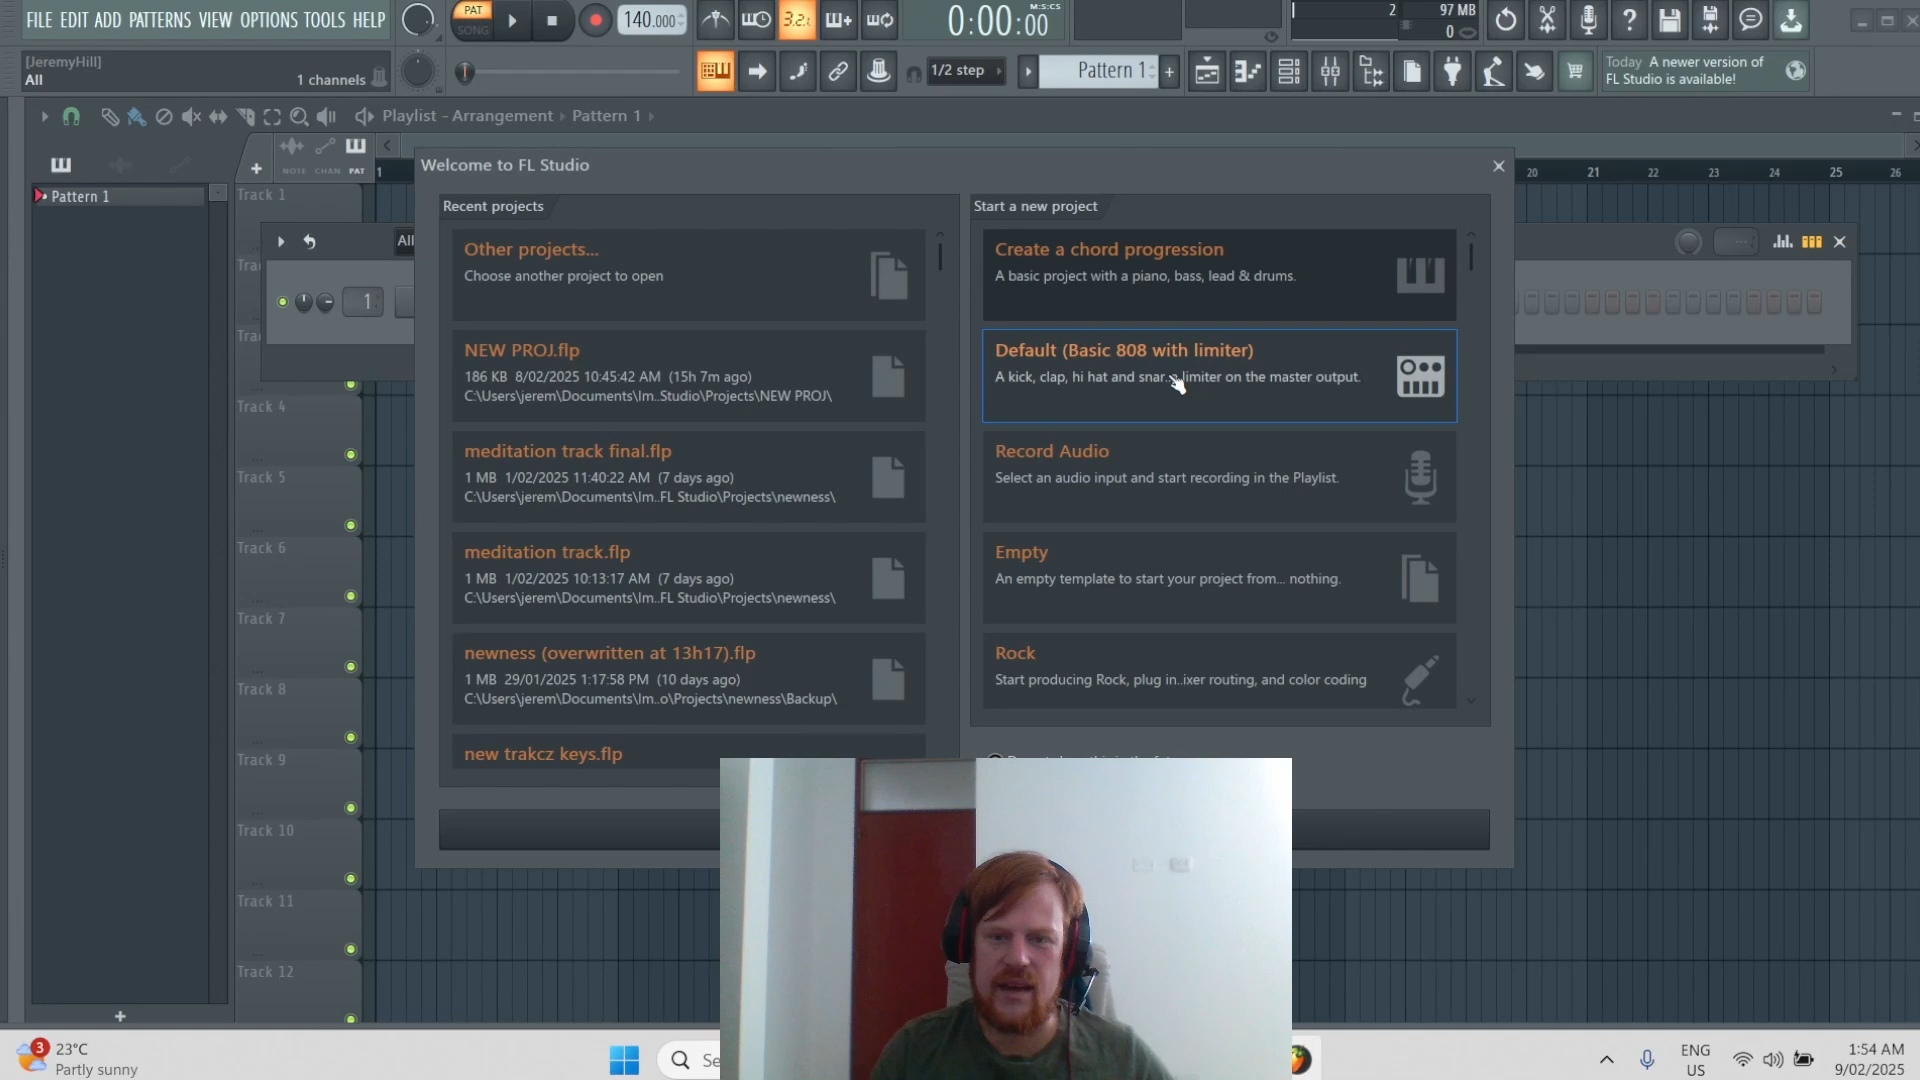 FILE EDIT ADD PATTERNS VIEW OPTIONS TOOLS HELP
PAT
SONG
140.000
3.2.
0:00:00
M:S:CS
2
97 MB
0
[JeremyHill]
All
1 channels
1/2 step
Pattern 1
+
Today A newer version of
FL Studio is available!
Playlist - Arrangement
Pattern 1
NOTE CHAN PAT
1
20 21 22 23 24 25 26
Pattern 1
Track 1
All
1
Track 4
Track 5
Track 6
Track 7
Track 8
Track 9
Track 10
Track 11
Track 12
Welcome to FL Studio
Recent projects
Other projects...
Choose another project to open
NEW PROJ.flp
186 KB 8/02/2025 10:45:42 AM (15h 7m ago)
C:\Users\jerem\Documents\Im..Studio\Projects\NEW PROJ\
meditation track final.flp
1 MB 1/02/2025 11:40:22 AM (7 days ago)
C:\Users\jerem\Documents\Im..FL Studio\Projects\newness\
meditation track.flp
1 MB 1/02/2025 10:13:17 AM (7 days ago)
C:\Users\jerem\Documents\Im..FL Studio\Projects\newness\
newness (overwritten at 13h17).flp
1 MB 29/01/2025 1:17:58 PM (10 days ago)
C:\Users\jerem\Documents\Im..o\Projects\newness\Backup\
new trakcz keys.flp
Start a new project
Create a chord progression
A basic project with a piano, bass, lead & drums.
Default (Basic 808 with limiter)
A kick, clap, hi hat and snar.. limiter on the master output.
Record Audio
Select an audio input and start recording in the Playlist.
Empty
An empty template to start your project from... nothing.
Rock
Start producing Rock, plug in..ixer routing, and color coding
3
23°C
Partly sunny
Se
ENG
US
1:54 AM
9/02/2025